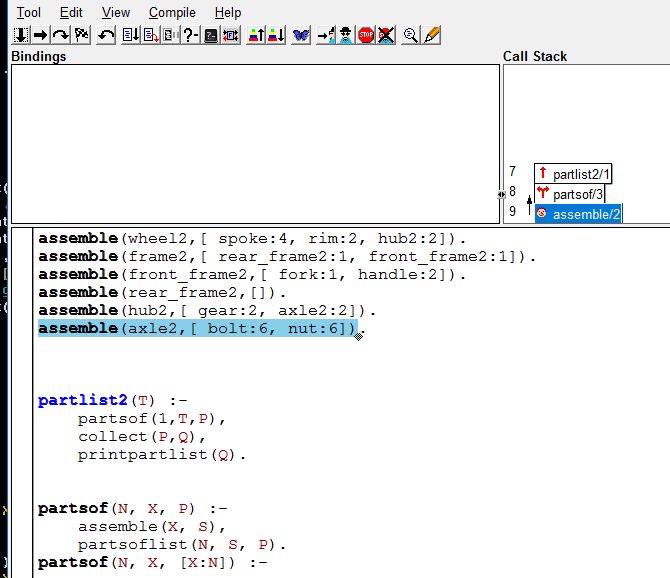 Tool Edit View Compile Help
STOP
Bindings
Call Stack
7 partlist2/1
8 partsof/3
9 assemble/2
assemble(wheel2,[ spoke:4, rim:2, hub2:2]).
assemble(frame2,[ rear_frame2:1, front_frame2:1]).
assemble(front_frame2,[ fork:1, handle:2]).
assemble(rear_frame2,[]).
assemble(hub2,[ gear:2, axle2:2]).
assemble(axle2,[ bolt:6, nut:6]).
partlist2(T) :-
partsof(1,T,P),
collect(P,Q),
printpartlist(Q).
partsof(N, X, P) :-
assemble(X, S),
partsoflist(N, S, P).
partsof(N, X, [X:N]) :-